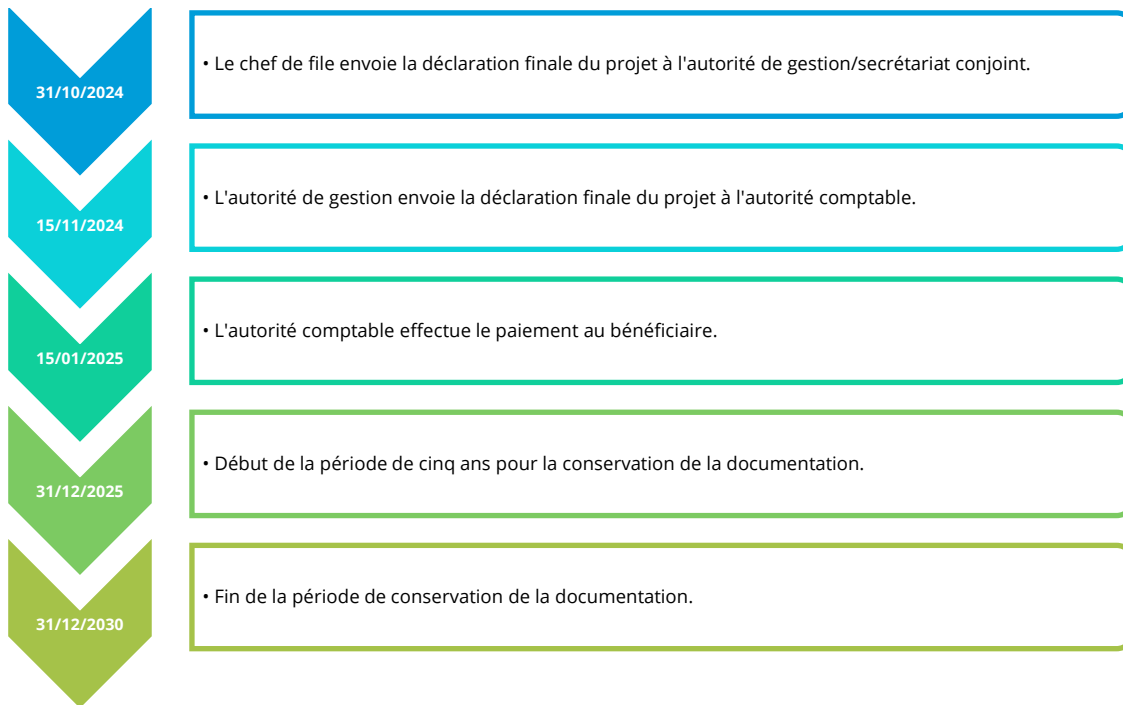 31/10/2024
• Le chef de file envoie la déclaration finale du projet à l'autorité de gestion/secrétariat conjoint.
15/11/2024
• L'autorité de gestion envoie la déclaration finale du projet à l'autorité comptable.
15/01/2025
• L'autorité comptable effectue le paiement au bénéficiaire.
31/12/2025
• Début de la période de cinq ans pour la conservation de la documentation.
31/12/2030
• Fin de la période de conservation de la documentation.